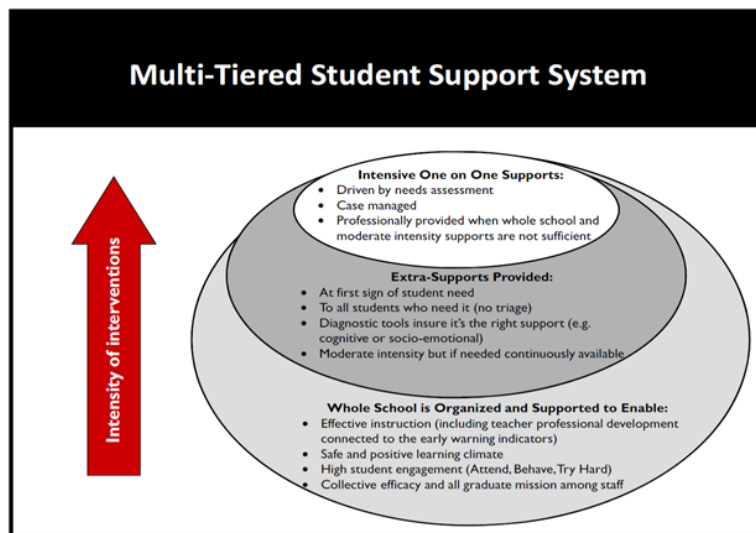 Multi-Tiered Student Support System
Intensity of interventions
Intensive One on One Supports:
• Driven by needs assessment
• Case managed
• Professionally provided when whole school and
moderate intensity supports are not sufficient
Extra-Supports Provided:
• At first sign of student need
• To all students who need it (no triage)
• Diagnostic tools insure it's the right support (e.g.
cognitive or socio-emotional)
• Moderate intensity but if needed continuously available
Whole School is Organized and Supported to Enable:
• Effective instruction (including teacher professional development
connected to the early warning indicators)
• Safe and positive learning climate
• High student engagement (Attend, Behave, Try Hard)
• Collective efficacy and all graduate mission among staff